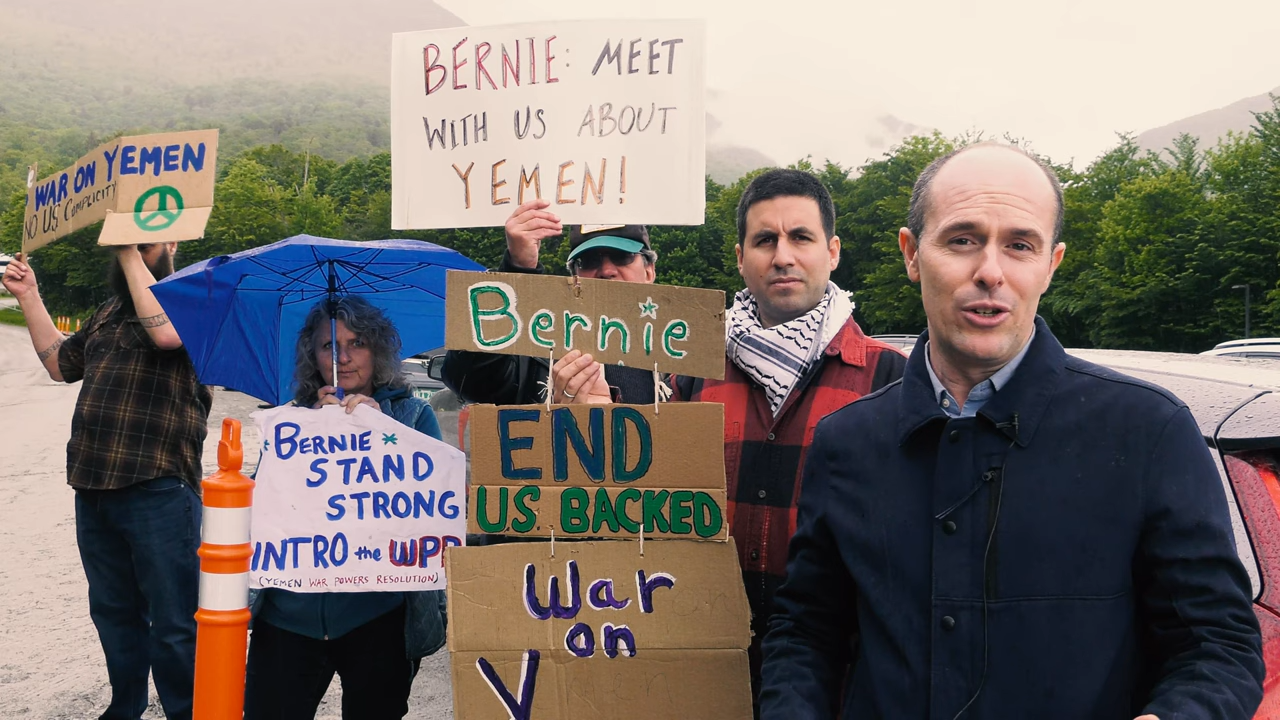 WAR ON YEMEN
NO US COMPLICITY
BERNIE: MEET
WITH US ABOUT
YEMEN!
BERNIE
STAND
STRONG
INTRO the WPR
(YEMEN WAR POWERS RESOLUTION)
Bernie
END
US BACKED
War
on
Y